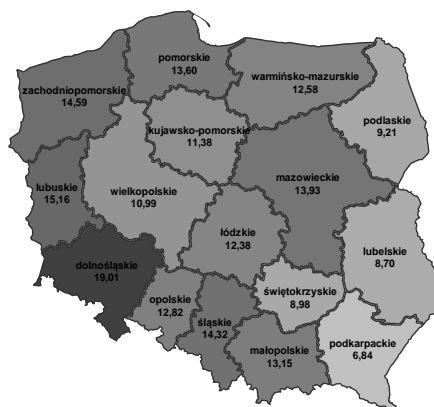 pomorskie
13,60
warmińsko-mazurskie
12,58
zachodniopomorskie
14,59
podlaskie
9,21
kujawsko-pomorskie
11,38
mazowieckie
13,93
lubuskie
15,16
wielkopolskie
10,99
łódzkie
12,38
lubelskie
8,70
dolnośląskie
19,01
opolskie
12,82
śląskie
14,32
świętokrzyskie
8,98
małopolskie
13,15
podkarpackie
6,84